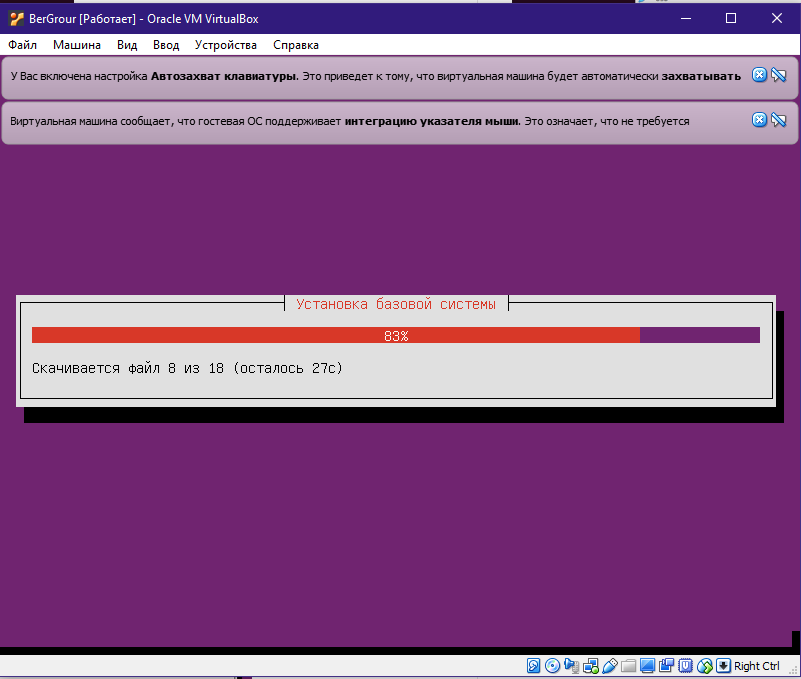 BerGrour [Работает] - Oracle VM VirtualBox
Файл Машина Вид Ввод Устройства Справка
У Вас включена настройка Автозахват клавиатуры. Это приведет к тому, что виртуальная машина будет автоматически захватывать
Виртуальная машина сообщает, что гостевая ОС поддерживает интеграцию указателя мыши. Это означает, что не требуется
Установка базовой системы
83%
Скачивается файл 8 из 18 (осталось 27с)
Right Ctrl